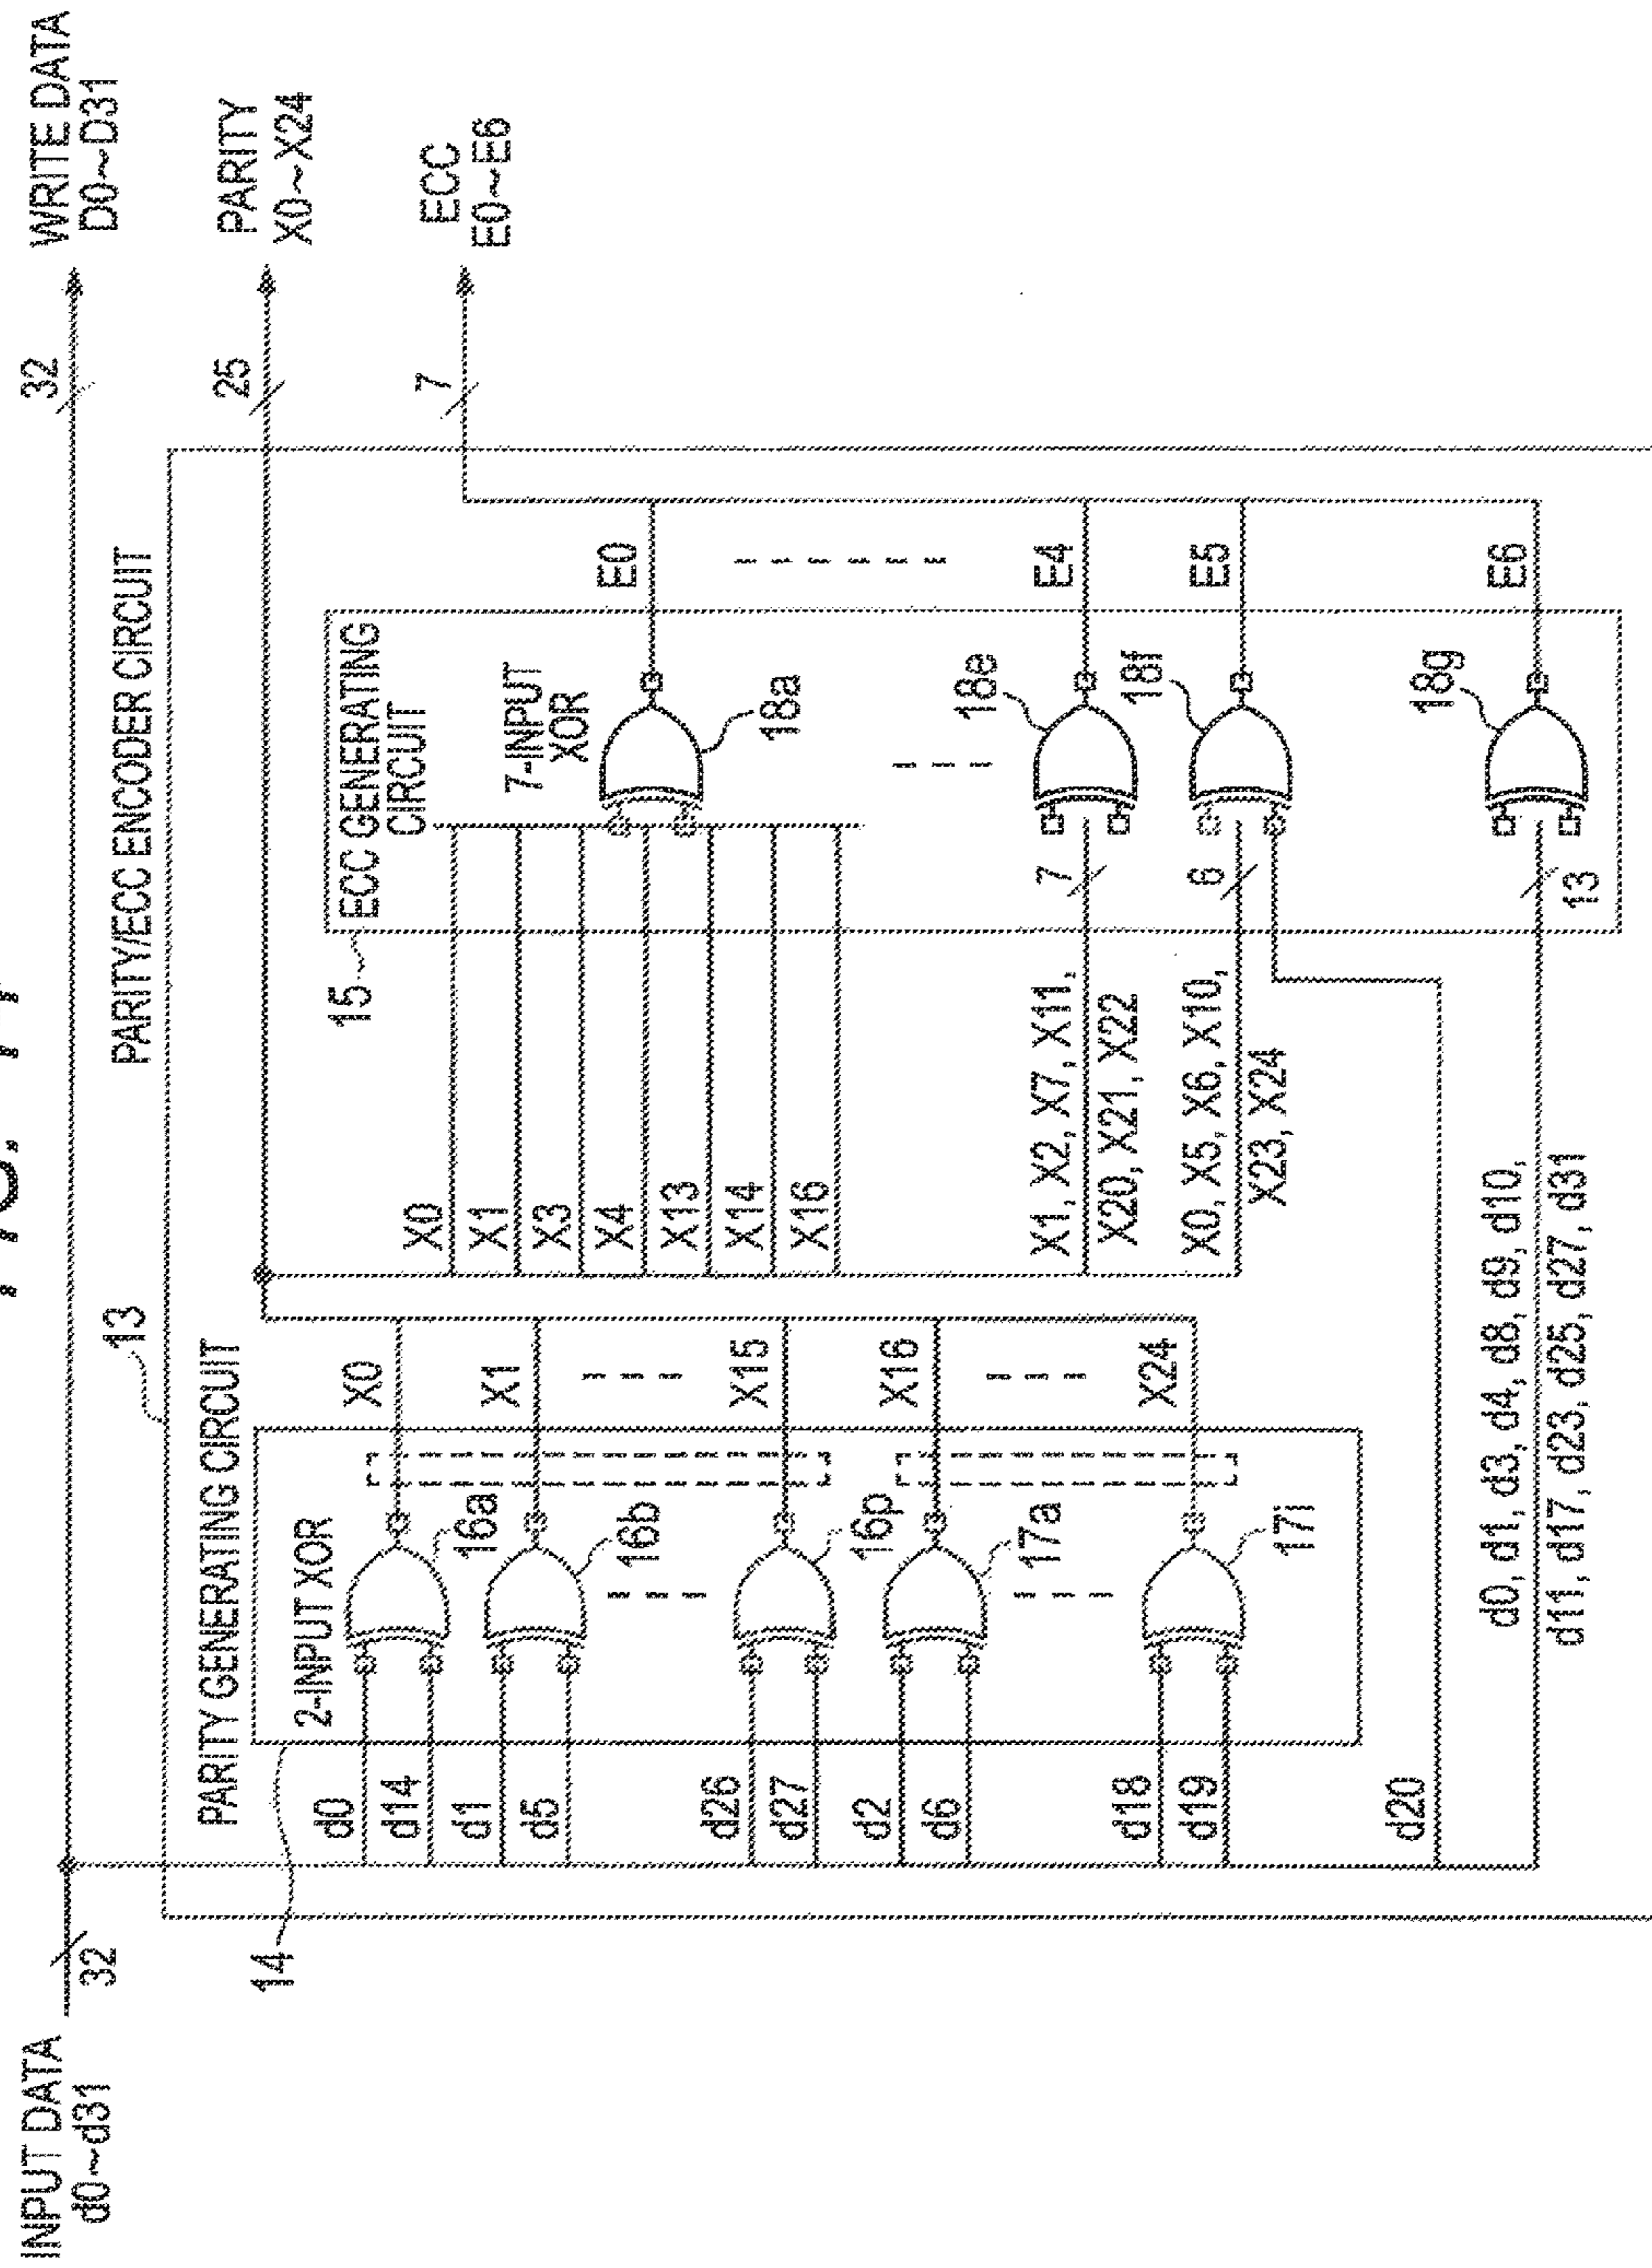 INPUT DATA
d0~d31
32
32
WRITE DATA
D0~D31
25
PARITY
X0~X24
7
ECC
E0~E6
13
PARITY/ECC ENCODER CIRCUIT
14
PARITY GENERATING CIRCUIT
2-INPUT XOR
d0
d14
d1
d5
d26
d27
d2
d6
d18
d19
d20
16a
16b
16p
17a
17i
X0
X1
X15
X16
X24
15
ECC GENERATING
CIRCUIT
7-INPUT
XOR
X0
X1
X3
X4
X13
X14
X16
18a
E0
X1, X2, X7, X11,
X20, X21, X22
7
18e
E4
X0, X5, X6, X10,
X23, X24
6
18f
E5
d0, d1, d3, d4, d8, d9, d10,
d11, d17, d23, d25, d27, d31
13
18g
E6